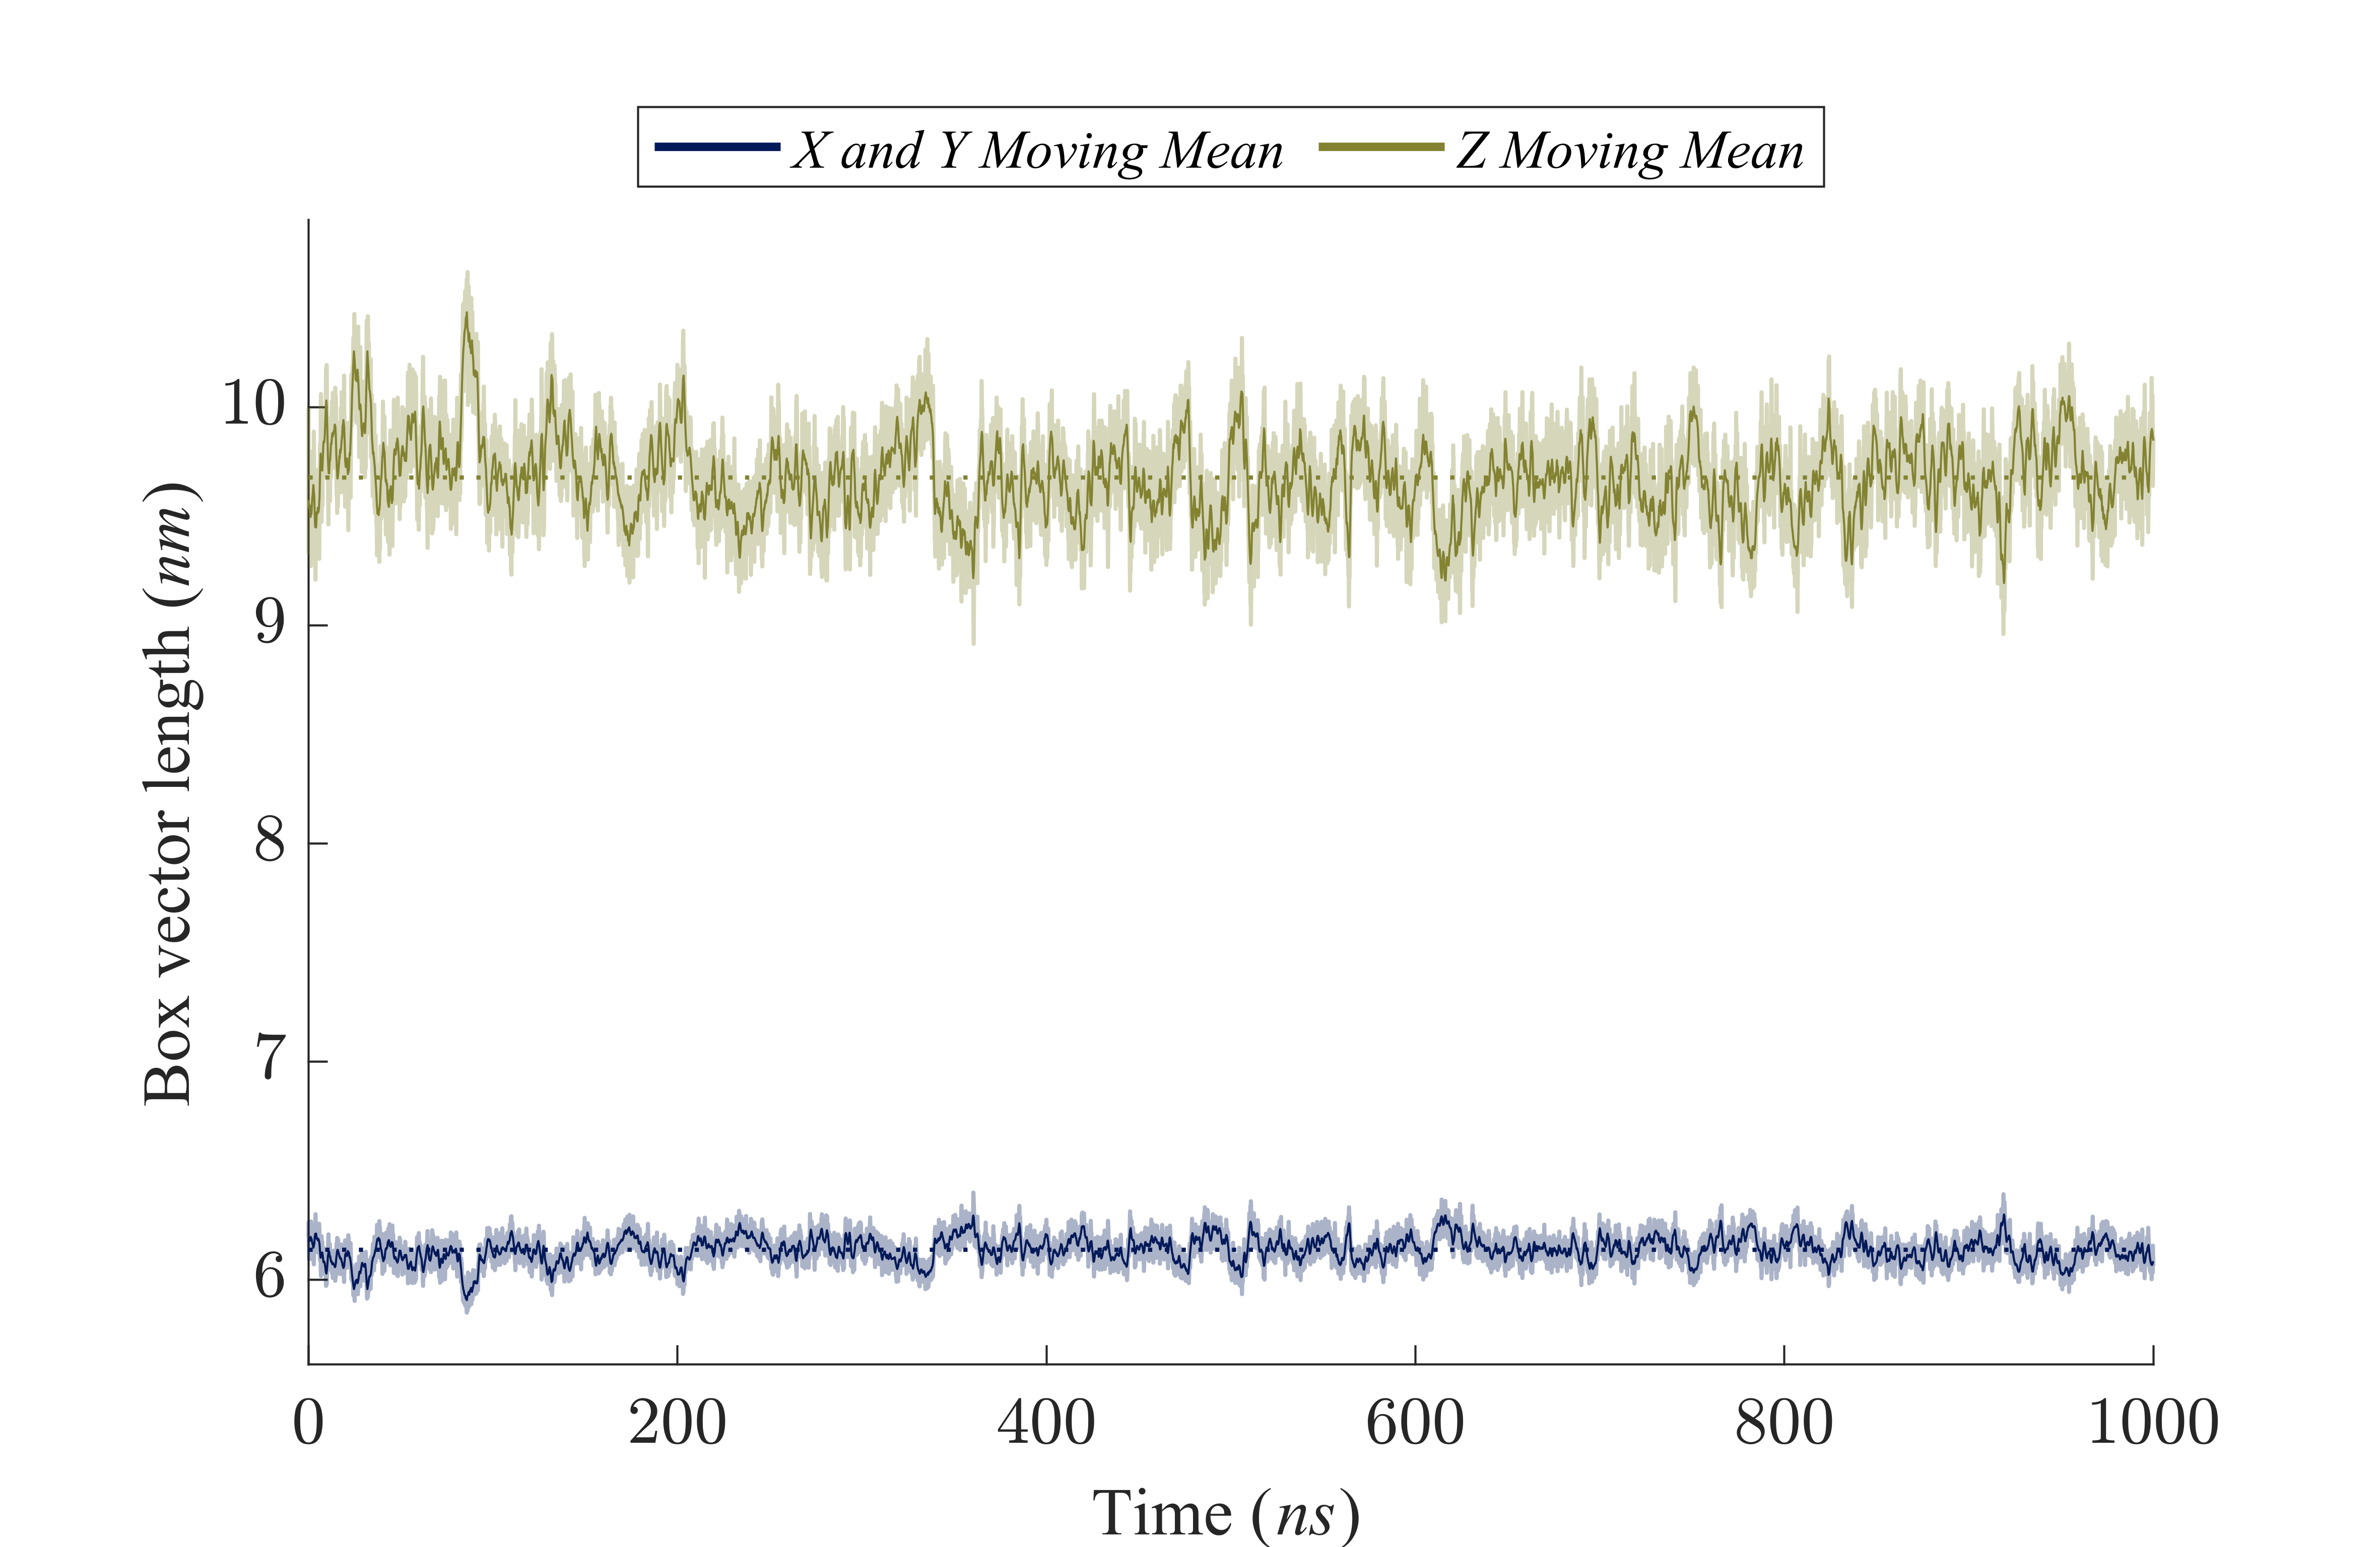 X and Y Moving Mean Z Moving Mean
Box vector length (nm)
10
9
8
7
6
0 200 400 600 800 1000
Time (ns)